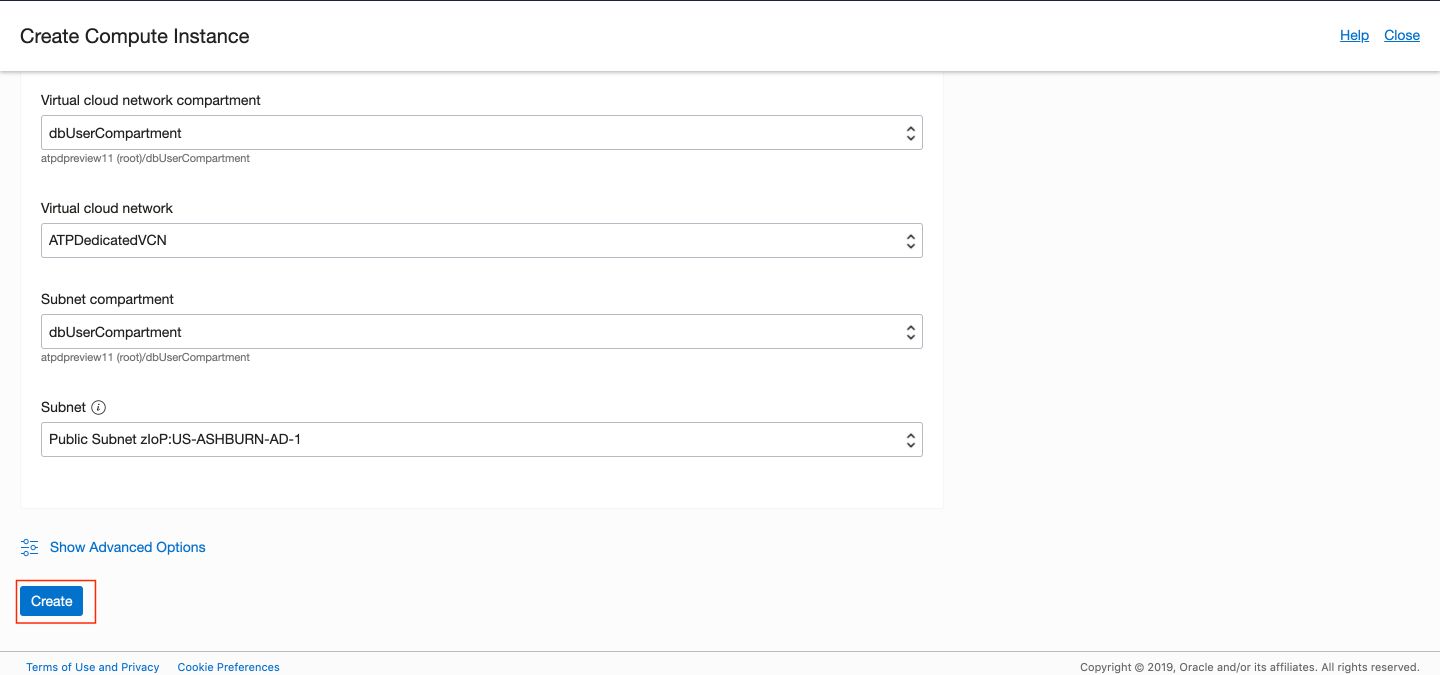 Create Compute Instance
Help Close
Virtual cloud network compartment
dbUserCompartment
atpdpreview11 (root)/dbUserCompartment
Virtual cloud network
ATPDedicatedVCN
Subnet compartment
dbUserCompartment
atpdpreview11 (root)/dbUserCompartment
Subnet
Public Subnet zIoP:US-ASHBURN-AD-1
Show Advanced Options
Create
Terms of Use and Privacy Cookie Preferences Copyright © 2019, Oracle and/or its affiliates. All rights reserved.